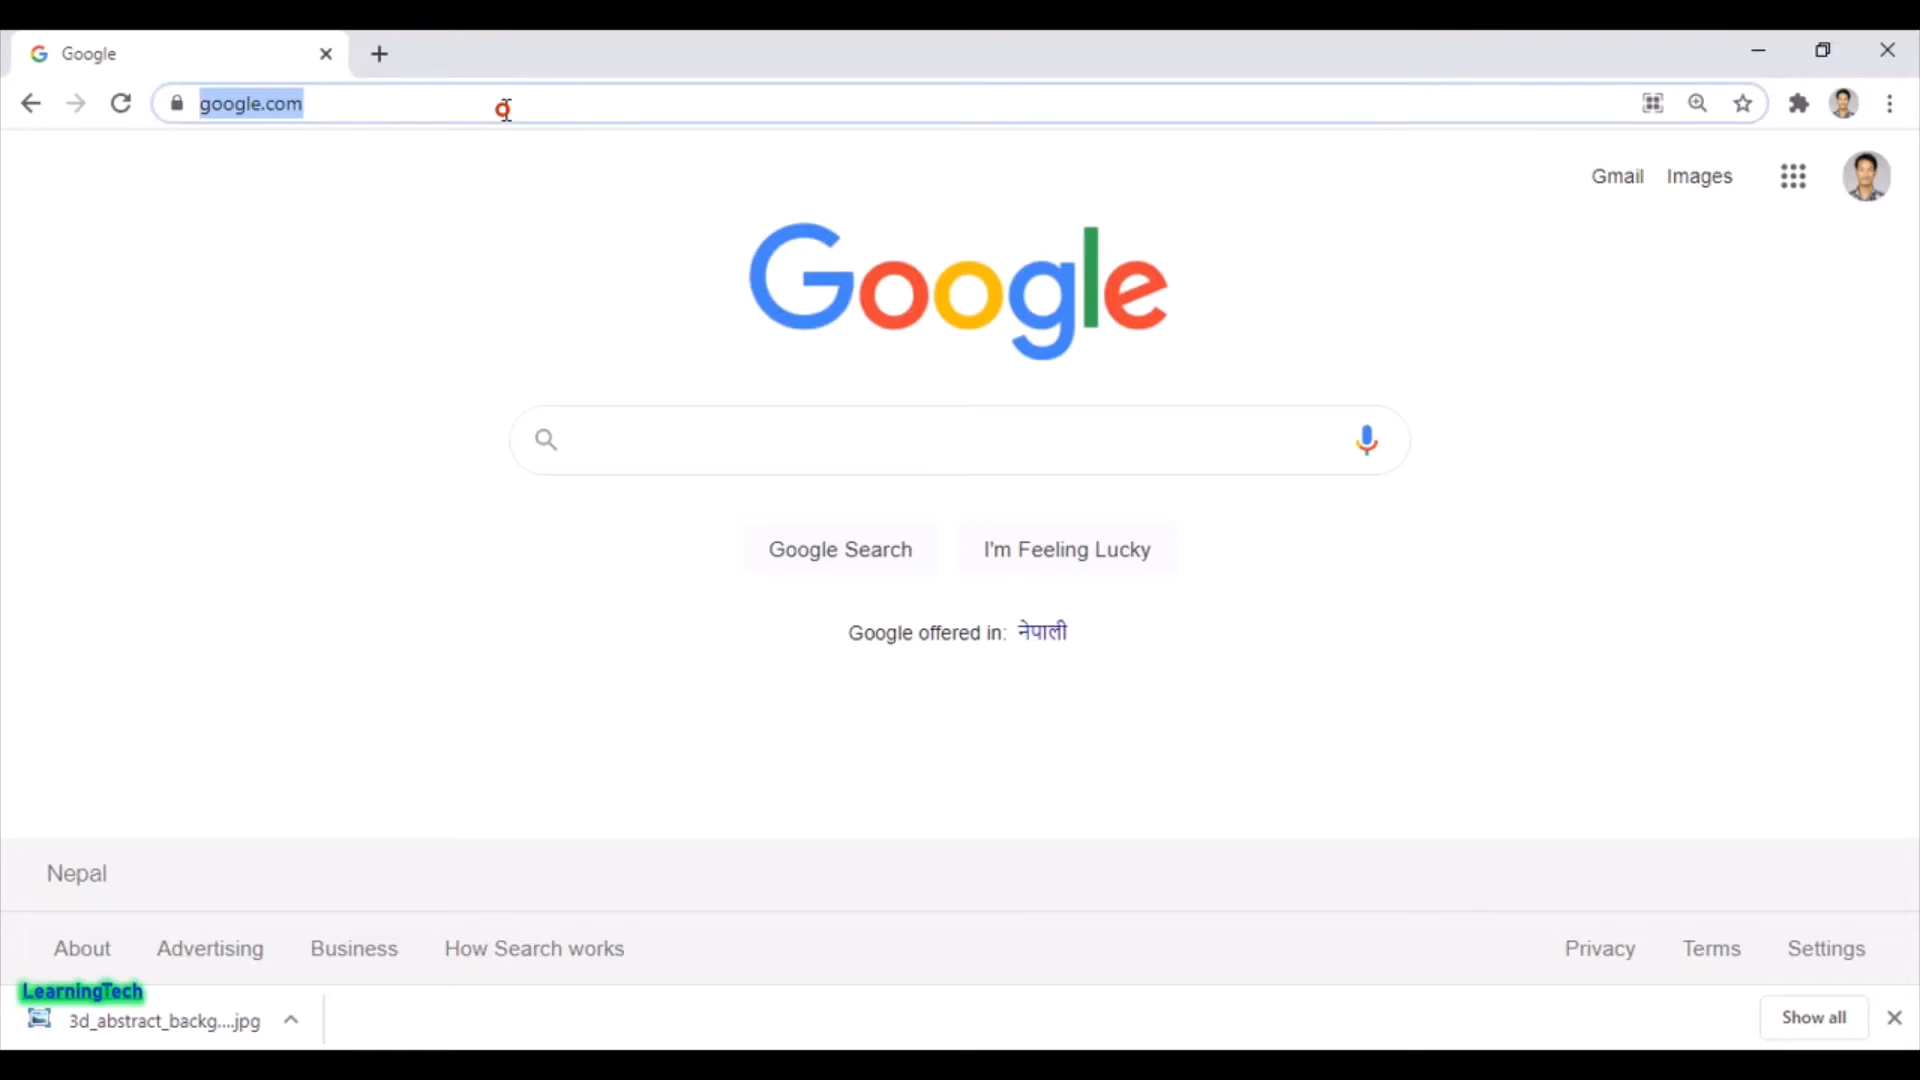 Google
google.com
Gmail Images
Google
Google Search I'm Feeling Lucky
Google offered in: नेपाली
Nepal
About Advertising Business How Search works Privacy Terms Settings
LearningTech
3d_abstract_backg....jpg Show all